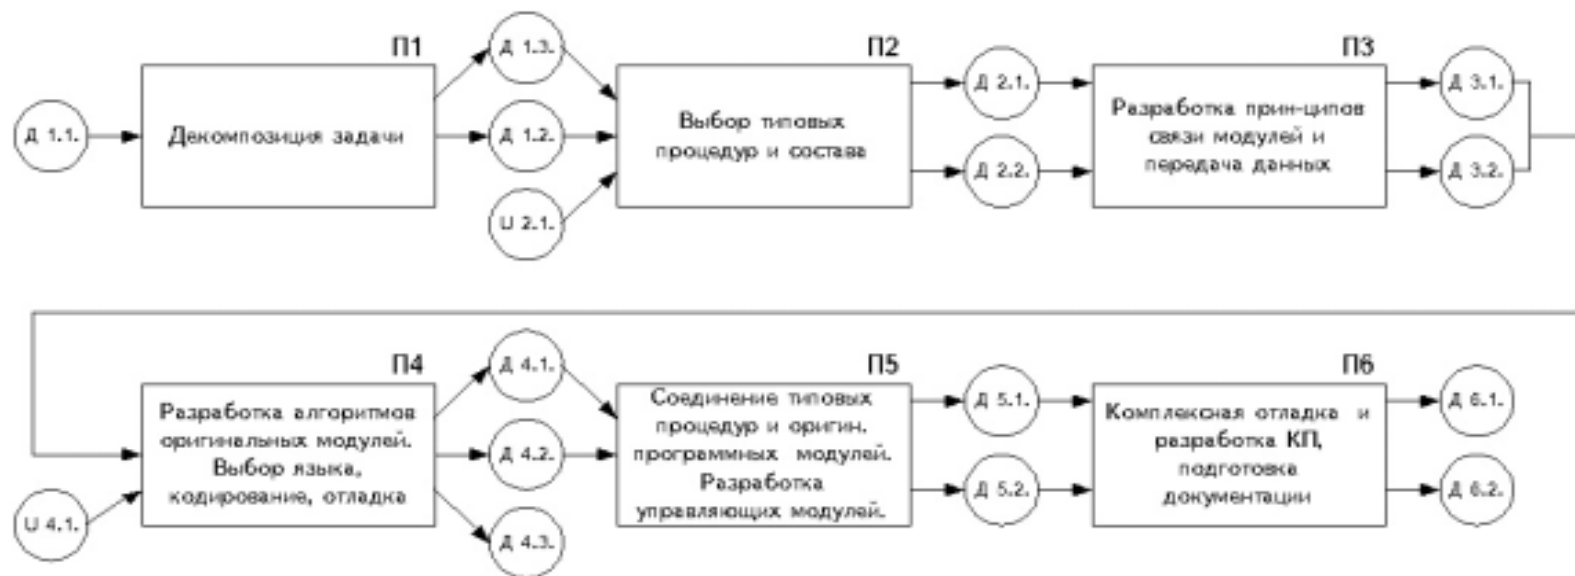 П1
Д 1.1.
Декомпозиция задачи
Д 1.3.
Д 1.2.
U 2.1.
П2
Выбор типовых
процедур и состава
Д 2.1.
Д 2.2.
П3
Разработка прин-ципов
связи модулей и
передача данных
Д 3.1.
Д 3.2.
П4
U 4.1.
Разработка алгоритмов
оригинальных модулей.
Выбор языка,
кодирование, отладка
Д 4.1.
Д 4.2.
Д 4.3.
П5
Соединение типовых
процедур и оригин.
программных модулей.
Разработка
управляющих модулей.
Д 5.1.
Д 5.2.
П6
Комплексная отладка и
разработка КП,
подготовка
документации
Д 6.1.
Д 6.2.